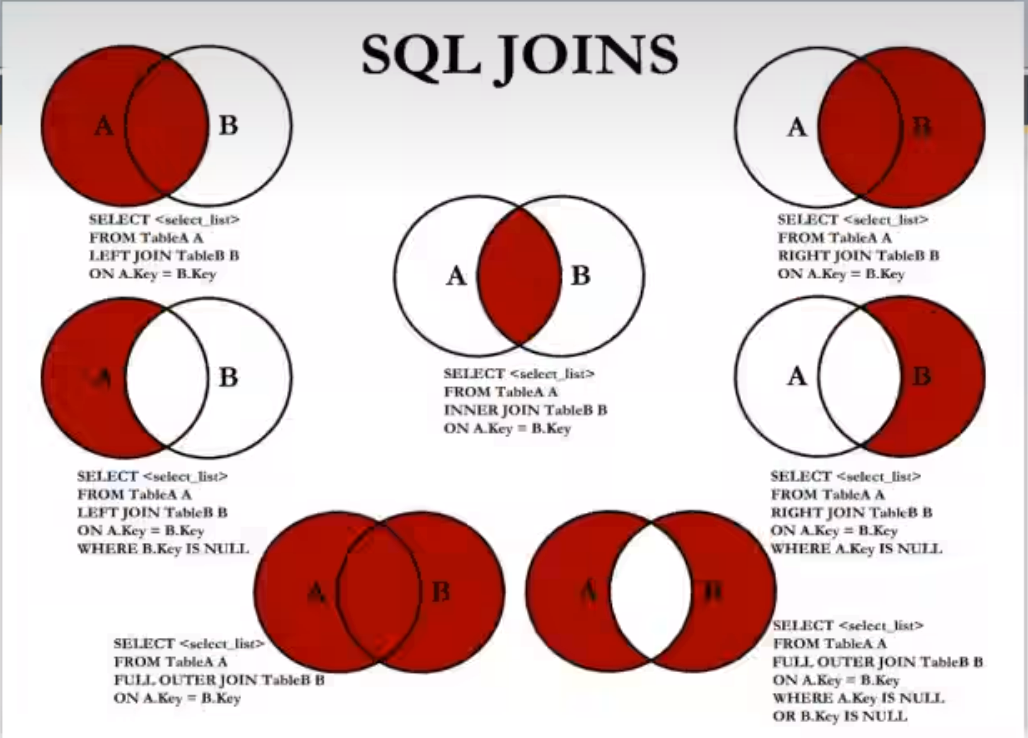 SQL JOINS
A B
SELECT <select_list>
FROM TableA A
LEFT JOIN TableB B
ON A.Key = B.Key
A B
SELECT <select_list>
FROM TableA A
RIGHT JOIN TableB B
ON A.Key = B.Key
A B
SELECT <select_list>
FROM TableA A
INNER JOIN TableB B
ON A.Key = B.Key
A B
SELECT <select_list>
FROM TableA A
LEFT JOIN TableB B
ON A.Key = B.Key
WHERE B.Key IS NULL
A B
SELECT <select_list>
FROM TableA A
RIGHT JOIN TableB B
ON A.Key = B.Key
WHERE A.Key IS NULL
A B
SELECT <select_list>
FROM TableA A
FULL OUTER JOIN TableB B
ON A.Key = B.Key
A B
SELECT <select_list>
FROM TableA A
FULL OUTER JOIN TableB B
ON A.Key = B.Key
WHERE A.Key IS NULL
OR B.Key IS NULL